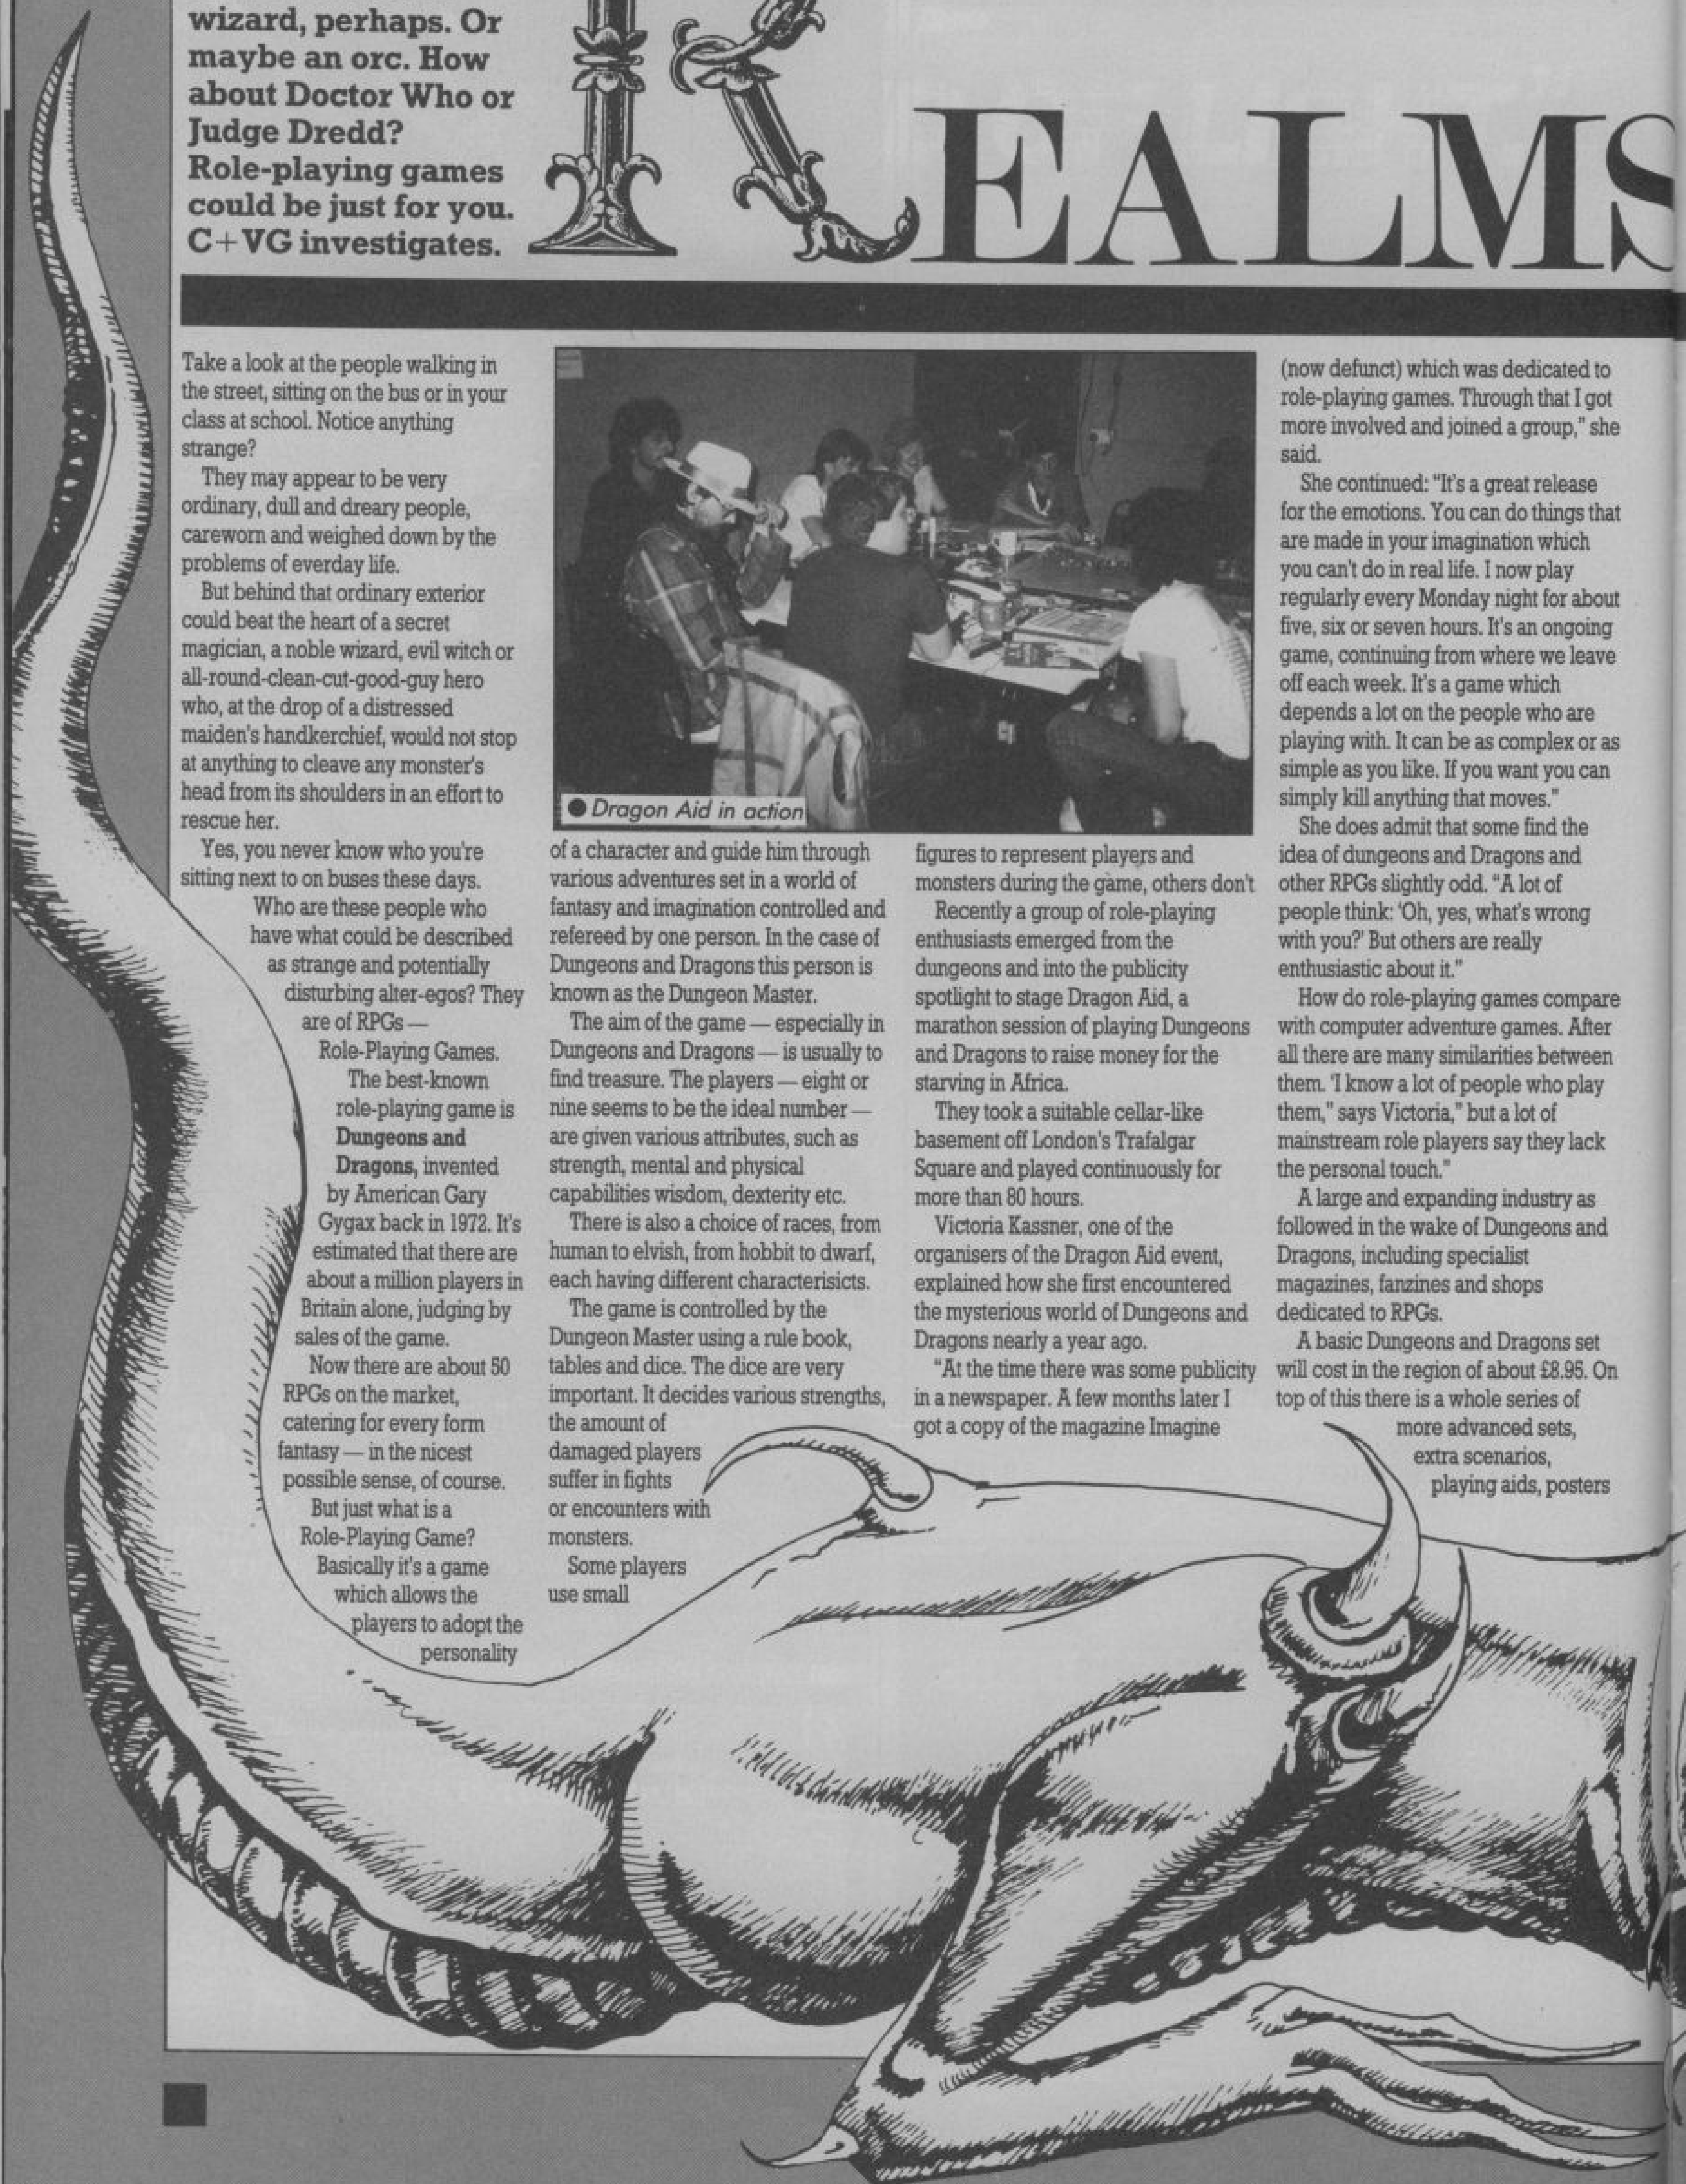 wizard, perhaps. Or
maybe an orc. How
about Doctor Who or
Judge Dredd?
Role-playing games
could be just for you.
C+VG investigates.
REALMS
Take a look at the people walking in
the street, sitting on the bus or in your
class at school. Notice anything
strange?
They may appear to be very
ordinary, dull and dreary people,
careworn and weighed down by the
problems of everday life.
But behind that ordinary exterior
could beat the heart of a secret
magician, a noble wizard, evil witch or
all-round-clean-cut-good-guy hero
who, at the drop of a distressed
maiden's handkerchief, would not stop
at anything to cleave any monster's
head from its shoulders in an effort to
rescue her.
Yes, you never know who you're
sitting next to on buses these days.
Who are these people who
have what could be described
as strange and potentially
disturbing alter-egos? They
are of RPGs —
Role-Playing Games.
The best-known
role-playing game is
Dungeons and
Dragons, invented
by American Gary
Gygax back in 1972. It's
estimated that there are
about a million players in
Britain alone, judging by
sales of the game.
Now there are about 50
RPGs on the market,
catering for every form
fantasy — in the nicest
possible sense, of course.
But just what is a
Role-Playing Game?
Basically it's a game
which allows the
players to adopt the
personality
● Dragon Aid in action
of a character and guide him through
various adventures set in a world of
fantasy and imagination controlled and
refereed by one person. In the case of
Dungeons and Dragons this person is
known as the Dungeon Master.
The aim of the game — especially in
Dungeons and Dragons — is usually to
find treasure. The players — eight or
nine seems to be the ideal number —
are given various attributes, such as
strength, mental and physical
capabilities wisdom, dexterity etc.
There is also a choice of races, from
human to elvish, from hobbit to dwarf,
each having different characterisicts.
The game is controlled by the
Dungeon Master using a rule book,
tables and dice. The dice are very
important. It decides various strengths,
the amount of
damaged players
suffer in fights
or encounters with
monsters.
Some players
use small
figures to represent players and
monsters during the game, others don't
Recently a group of role-playing
enthusiasts emerged from the
dungeons and into the publicity
spotlight to stage Dragon Aid, a
marathon session of playing Dungeons
and Dragons to raise money for the
starving in Africa.
They took a suitable cellar-like
basement off London's Trafalgar
Square and played continuously for
more than 80 hours.
Victoria Kassner, one of the
organisers of the Dragon Aid event,
explained how she first encountered
the mysterious world of Dungeons and
Dragons nearly a year ago.
"At the time there was some publicity
in a newspaper. A few months later I
got a copy of the magazine Imagine
(now defunct) which was dedicated to
role-playing games. Through that I got
more involved and joined a group," she
said.
She continued: "It's a great release
for the emotions. You can do things that
are made in your imagination which
you can't do in real life. I now play
regularly every Monday night for about
five, six or seven hours. It's an ongoing
game, continuing from where we leave
off each week. It's a game which
depends a lot on the people who are
playing with. It can be as complex or as
simple as you like. If you want you can
simply kill anything that moves."
She does admit that some find the
idea of dungeons and Dragons and
other RPGs slightly odd. "A lot of
people think: 'Oh, yes, what's wrong
with you?' But others are really
enthusiastic about it."
How do role-playing games compare
with computer adventure games. After
all there are many similarities between
them. 'I know a lot of people who play
them," says Victoria," but a lot of
mainstream role players say they lack
the personal touch."
A large and expanding industry as
followed in the wake of Dungeons and
Dragons, including specialist
magazines, fanzines and shops
dedicated to RPGs.
A basic Dungeons and Dragons set
will cost in the region of about £8.95. On
top of this there is a whole series of
more advanced sets,
extra scenarios,
playing aids, posters